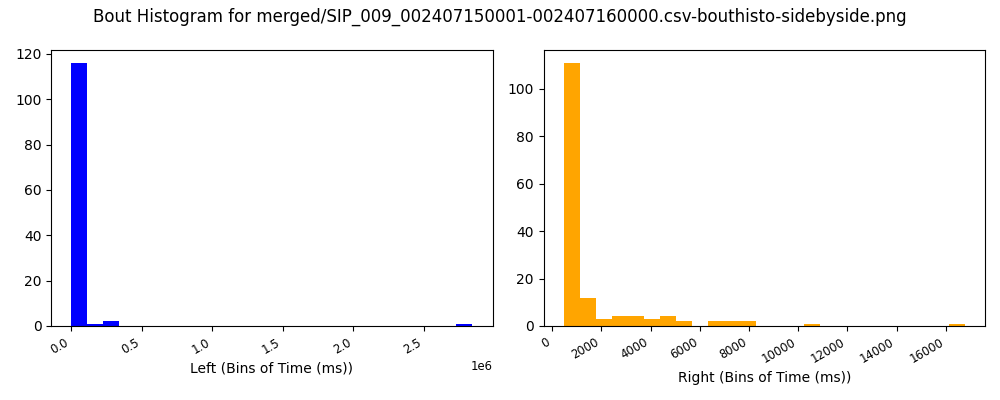 Bout Histogram for merged/SIP_009_002407150001-002407160000.csv-bouthisto-sidebyside.png
120
100
80
60
40
20
0
0.0 0.5 1.0 1.5 2.0 2.5
1e6
Left (Bins of Time (ms))
100
80
60
40
20
0
0 2000 4000 6000 8000 10000 12000 14000 16000
Right (Bins of Time (ms))